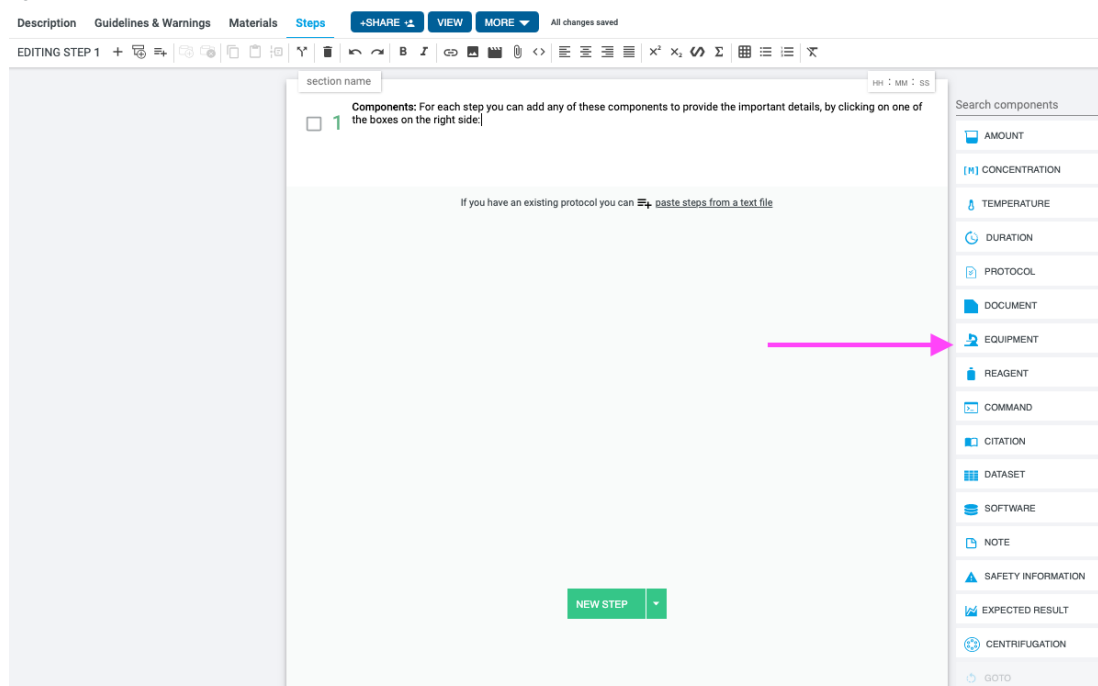 Description Guidelines & Warnings Materials Steps +SHARE VIEW MORE All changes saved
EDITING STEP 1
section name
HH : MM : SS
Components: For each step you can add any of these components to provide the important details, by clicking on one of
1 the boxes on the right side:
If you have an existing protocol you can paste steps from a text file
NEW STEP
Search components
AMOUNT
[M] CONCENTRATION
TEMPERATURE
DURATION
PROTOCOL
DOCUMENT
EQUIPMENT
REAGENT
COMMAND
CITATION
DATASET
SOFTWARE
NOTE
SAFETY INFORMATION
EXPECTED RESULT
CENTRIFUGATION
GOTO